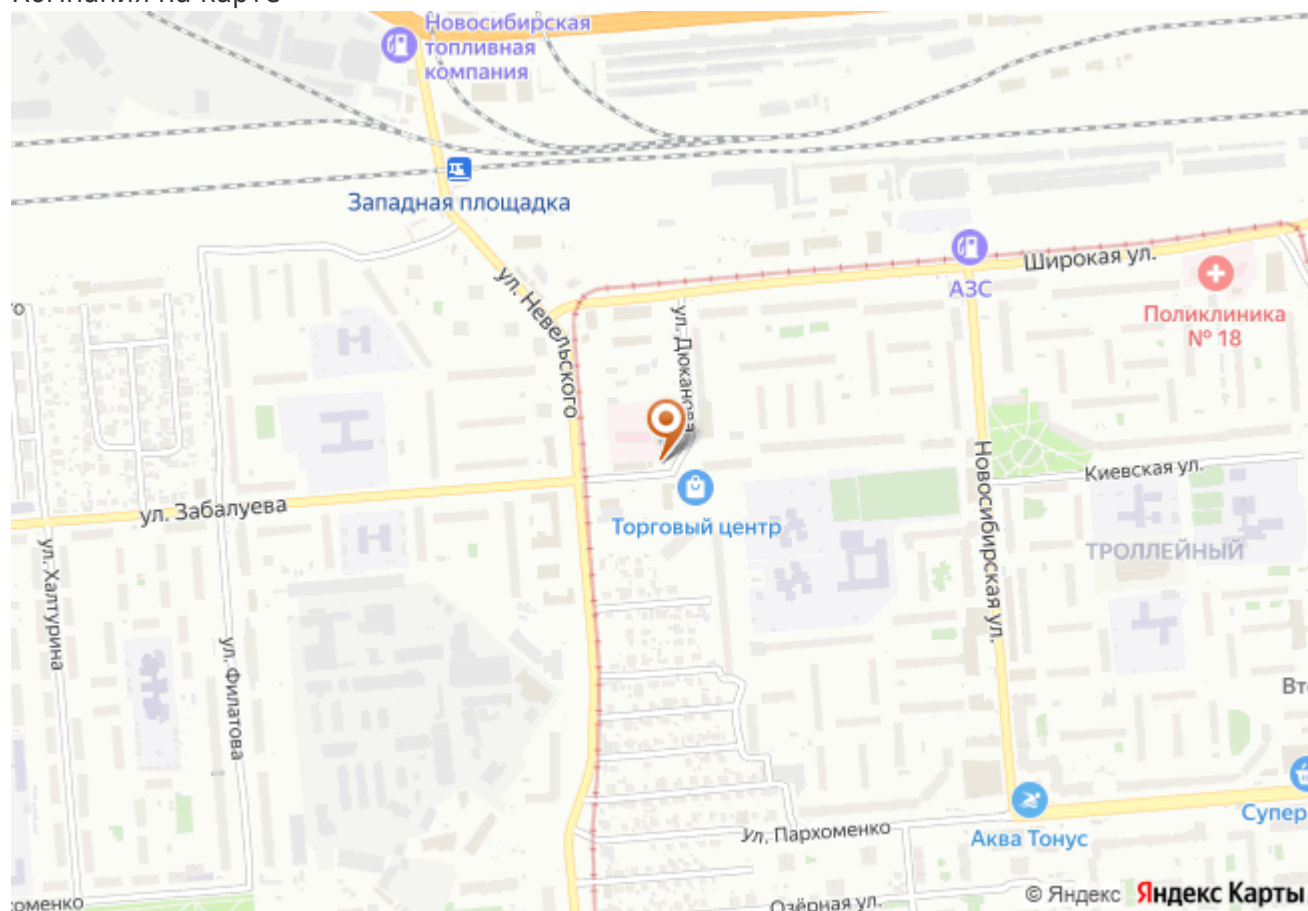 Новосибирская
топливная
компания
Западная площадка
Широкая ул.
АЗС
Поликлиника
№ 18
ул. Невельского
ул. Дюканова
Киевская ул.
Новосибирская ул.
ул. Забалуева
Торговый центр
ТРОЛЛЕЙНЫЙ
ул. Халтурина
ул. Филатова
Вто
Супер
Ул. Пархоменко
Аква Тонус
Озёрная ул.
оменко
© Яндекс Яндекс Карты